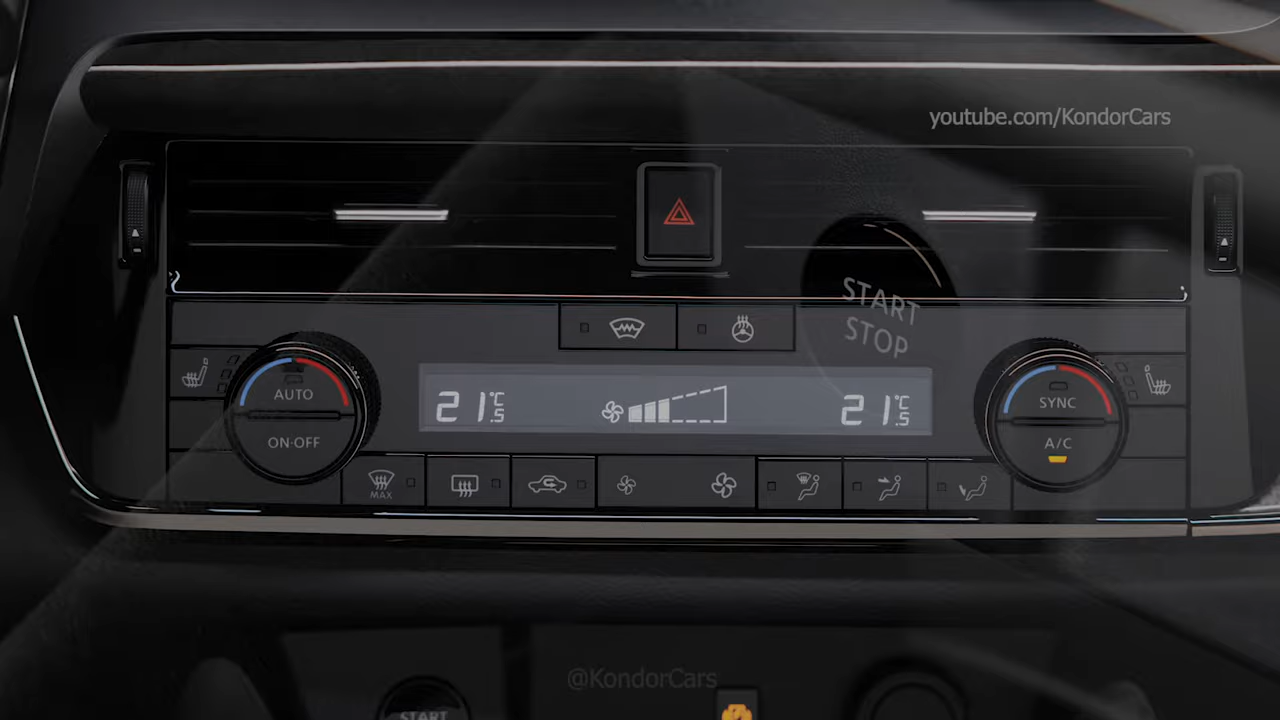 youtube.com/KondorCars
START
STOP
AUTO
ON·OFF
21.5 °C
21.5 °C
SYNC
A/C
MAX
@KondorCars
START